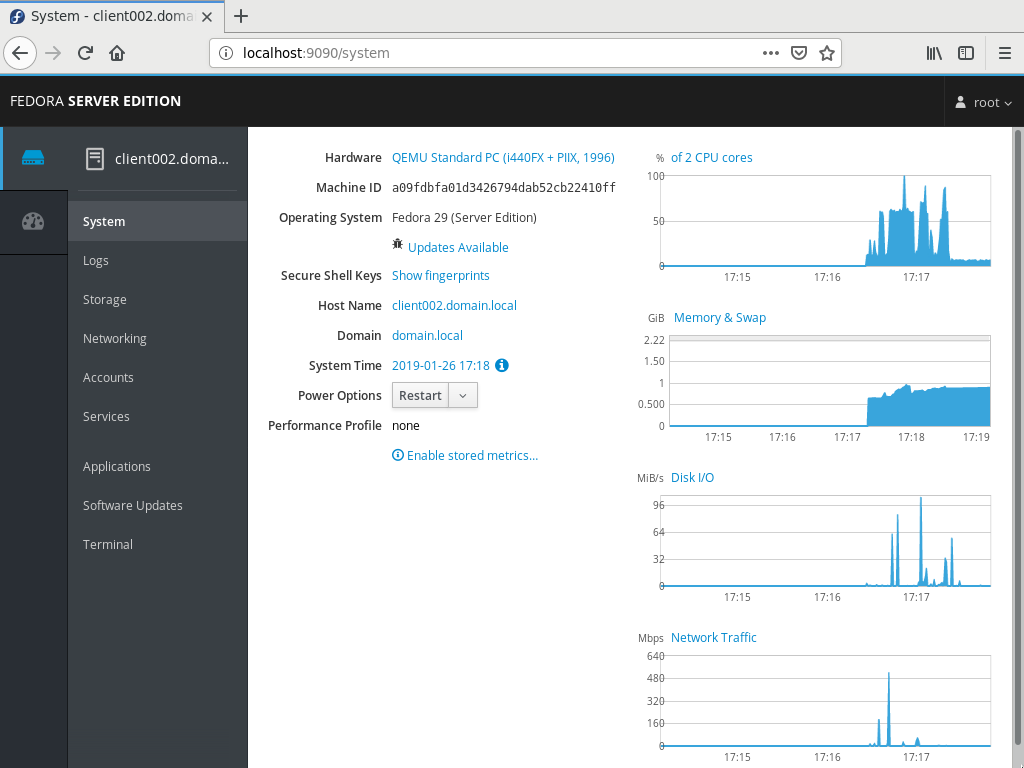 System - client002.doma
localhost:9090/system
FEDORA SERVER EDITION
root
client002.doma...
System
Logs
Storage
Networking
Accounts
Services
Applications
Software Updates
Terminal
Hardware QEMU Standard PC (i440FX + PIIX, 1996)
Machine ID a09fdbfa01d3426794dab52cb22410ff
Operating System Fedora 29 (Server Edition)
Updates Available
Secure Shell Keys Show fingerprints
Host Name client002.domain.local
Domain domain.local
System Time 2019-01-26 17:18
Power Options Restart
Performance Profile none
Enable stored metrics...
% of 2 CPU cores
100
50
0
17:15 17:16 17:17
GiB Memory & Swap
2.22
1.50
1
0.500
0
17:15 17:16 17:17 17:18 17:19
MiB/s Disk I/O
96
64
32
0
17:15 17:16 17:17
Mbps Network Traffic
640
480
320
160
0
17:15 17:16 17:17